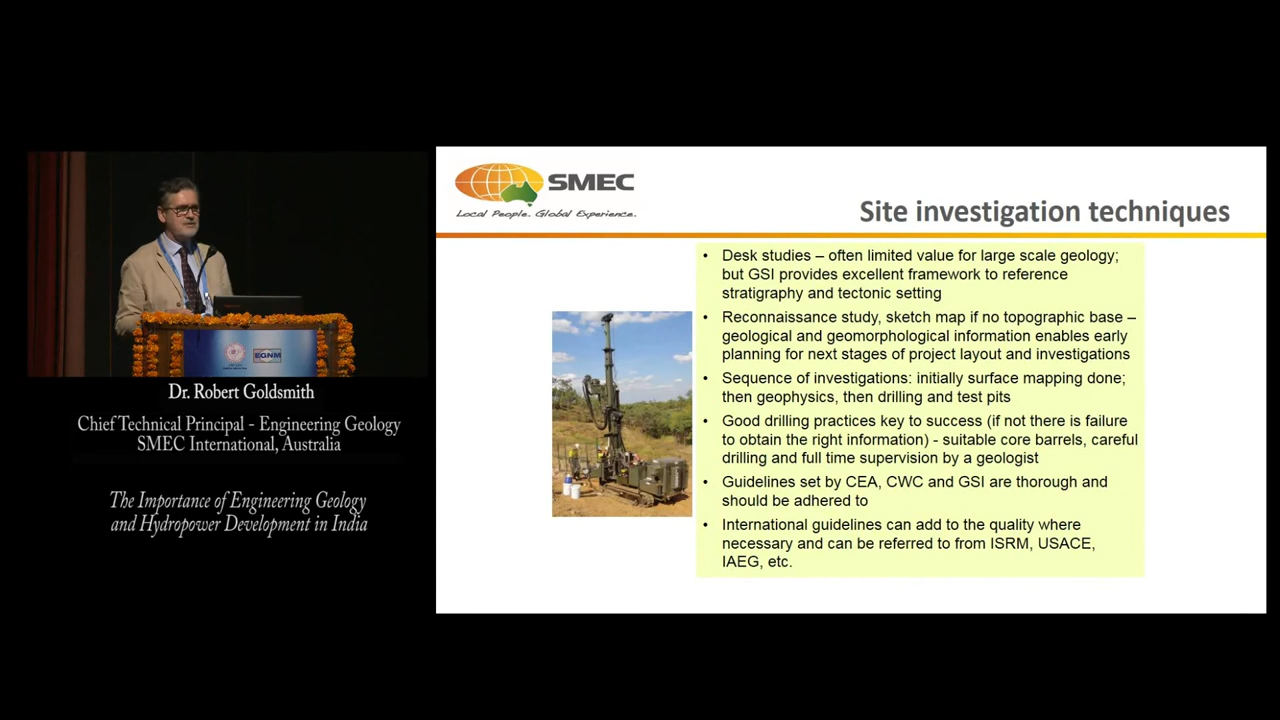 SMEC
Local People. Global Experience.
Site investigation techniques
• Desk studies – often limited value for large scale geology;
but GSI provides excellent framework to reference
stratigraphy and tectonic setting
• Reconnaissance study, sketch map if no topographic base –
geological and geomorphological information enables early
planning for next stages of project layout and investigations
• Sequence of investigations: initially surface mapping done;
then geophysics, then drilling and test pits
• Good drilling practices key to success (if not there is failure
to obtain the right information) - suitable core barrels, careful
drilling and full time supervision by a geologist
• Guidelines set by CEA, CWC and GSI are thorough and
should be adhered to
• International guidelines can add to the quality where
necessary and can be referred to from ISRM, USACE,
IAEG, etc.
EGNM
Dr. Robert Goldsmith
Chief Technical Principal - Engineering Geology
SMEC International, Australia
The Importance of Engineering Geology
and Hydropower Development in India